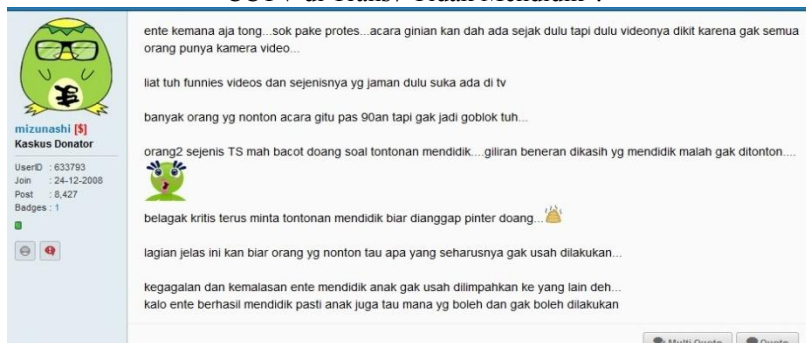 ente kemana aja tong...sok pake protes...acara ginian kan dah ada sejak dulu tapi dulu videonya dikit karena gak semua
orang punya kamera video...
liat tuh funnies videos dan sejenisnya yg jaman dulu suka ada di tv
banyak orang yg nonton acara gitu pas 90an tapi gak jadi goblok tuh...
orang2 sejenis TS mah bacot doang soal tontonan mendidik....giliran beneran dikasih yg mendidik malah gak ditonton....
belagak kritis terus minta tontonan mendidik biar dianggap pinter doang...
lagian jelas ini kan biar orang yg nonton tau apa yang seharusnya gak usah dilakukan...
kegagalan dan kemalasan ente mendidik anak gak usah dilimpahkan ke yang lain deh...
kalo ente berhasil mendidik pasti anak juga tau mana yg boleh dan gak boleh dilakukan
mizunashi [$]
Kaskus Donator
UserID : 633793
Join : 24-12-2008
Post : 8,427
Badges : 1
Multi Quote
Quote